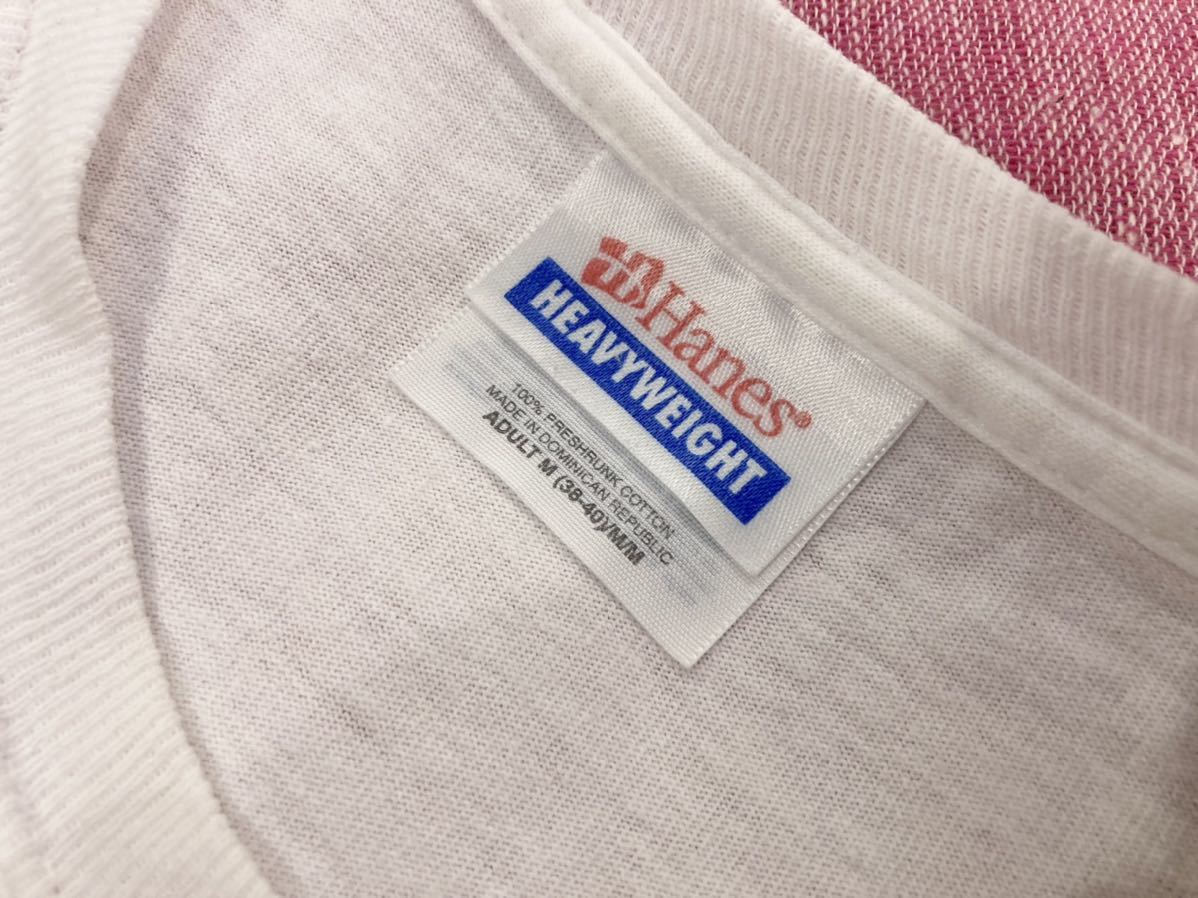 Hanes®
HEAVYWEIGHT
100% PRESHRUNK COTTON
MADE IN DOMINICAN REPUBLIC
ADULT M (38-40)/M/M